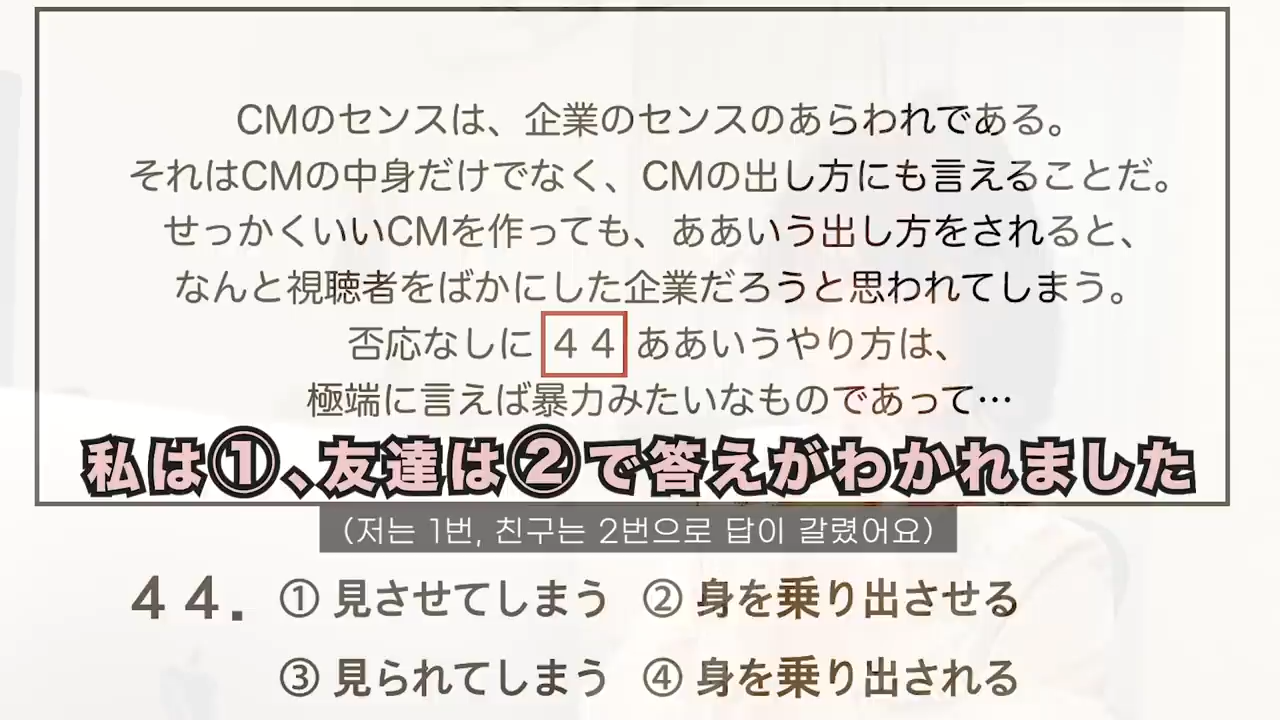 CMのセンスは、企業のセンスのあらわれである。
それはCMの中身だけでなく、CMの出し方にも言えることだ。
せっかくいいCMを作っても、ああいう出し方をされると、
なんと視聴者をばかにした企業だろうと思われてしまう。
否応なしに 44 ああいうやり方は、
極端に言えば暴力みたいなものであって…
私は①、友達は②で答えがわかれました
(저는 1번, 친구는 2번으로 답이 갈렸어요)
44. ① 見させてしまう ② 身を乗り出させる
③ 見られてしまう ④ 身を乗り出される